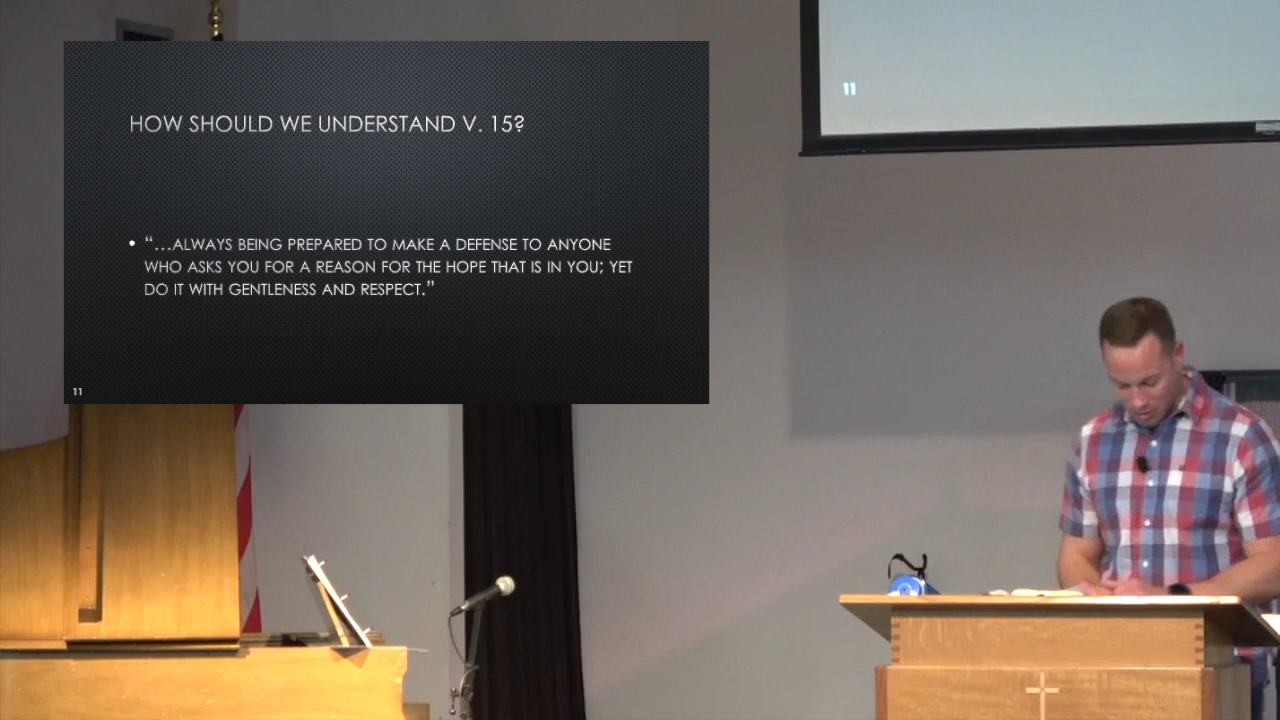 HOW SHOULD WE UNDERSTAND V. 15?
• “…ALWAYS BEING PREPARED TO MAKE A DEFENSE TO ANYONE
WHO ASKS YOU FOR A REASON FOR THE HOPE THAT IS IN YOU; YET
DO IT WITH GENTLENESS AND RESPECT.”
11
11